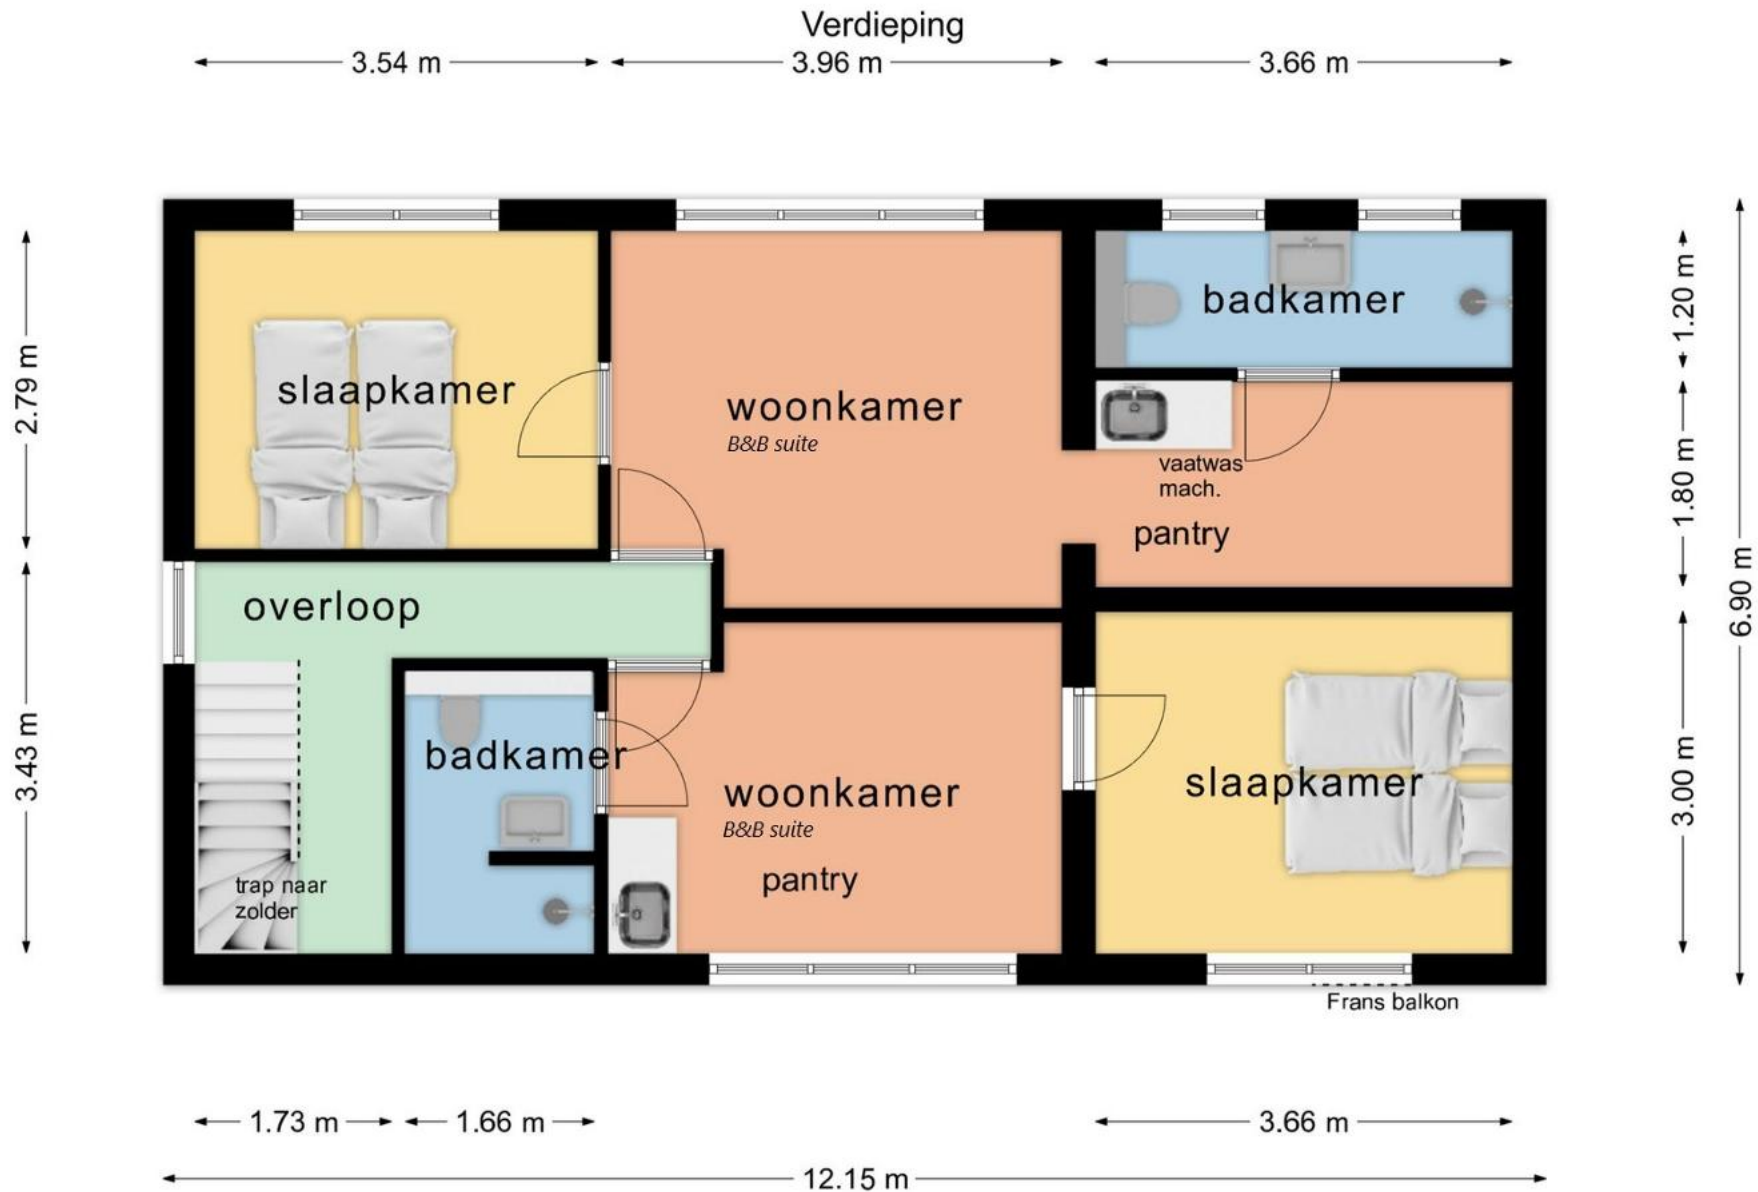 Verdieping
3.54 m
3.96 m
3.66 m
2.79 m
3.43 m
1.20 m
1.80 m
3.00 m
6.90 m
slaapkamer
woonkamer
B&B suite
badkamer
vaatwas
mach.
pantry
overloop
badkamer
woonkamer
B&B suite
pantry
slaapkamer
trap naar
zolder
Frans balkon
1.73 m
1.66 m
3.66 m
12.15 m